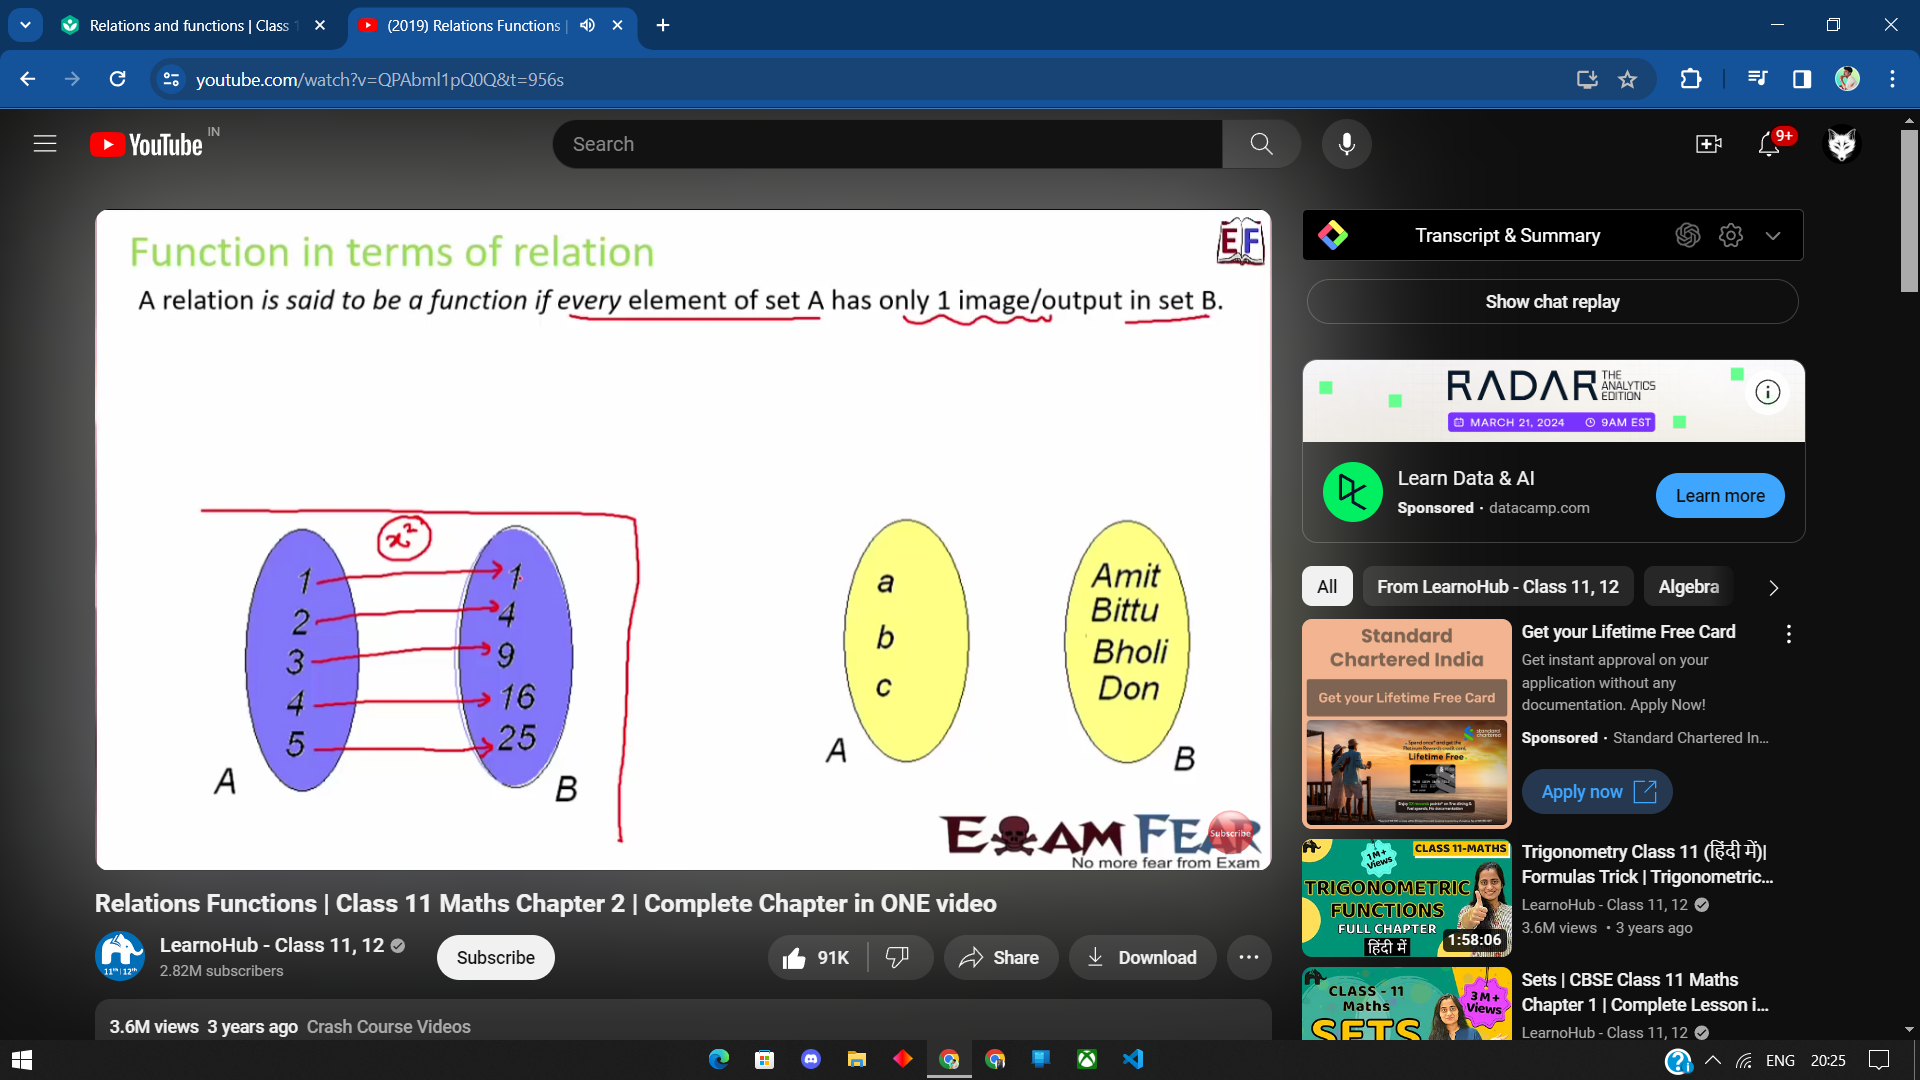 Relations and functions | Class 1
(2019) Relations Functions |
youtube.com/watch?v=QPAbml1pQ0Q&t=956s
YouTube IN
Search
9+
Function in terms of relation
EF
A relation is said to be a function if every element of set A has only 1 image/output in set B.
x²
1 1
2 4
3 9
4 16
5 25
A B
a Amit
b Bittu
c Bholi
Don
A B
EXAM FEAR
Subscribe
No more fear from Exam
Relations Functions | Class 11 Maths Chapter 2 | Complete Chapter in ONE video
LearnoHub - Class 11, 12
2.82M subscribers
Subscribe
91K
Share
Download
3.6M views 3 years ago Crash Course Videos
Transcript & Summary
Show chat replay
RADAR THE ANALYTICS EDITION
MARCH 21, 2024 9AM EST
Learn Data & AI
Sponsored · datacamp.com
Learn more
All
From LearnoHub - Class 11, 12
Algebra
Standard
Chartered India
Get your Lifetime Free Card
Lifetime Free
Get your Lifetime Free Card
Get instant approval on your
application without any
documentation. Apply Now!
Sponsored · Standard Chartered In...
Apply now
1M+
Views
CLASS 11-MATHS
TRIGONOMETRIC
FUNCTIONS
FULL CHAPTER
हिंदी में
1:58:06
Trigonometry Class 11 (हिंदी में)|
Formulas Trick | Trigonometric...
LearnoHub - Class 11, 12
3.6M views • 3 years ago
CLASS - 11
Maths
SETS
3M+
Views
Sets | CBSE Class 11 Maths
Chapter 1 | Complete Lesson i...
LearnoHub - Class 11, 12
ENG
20:25